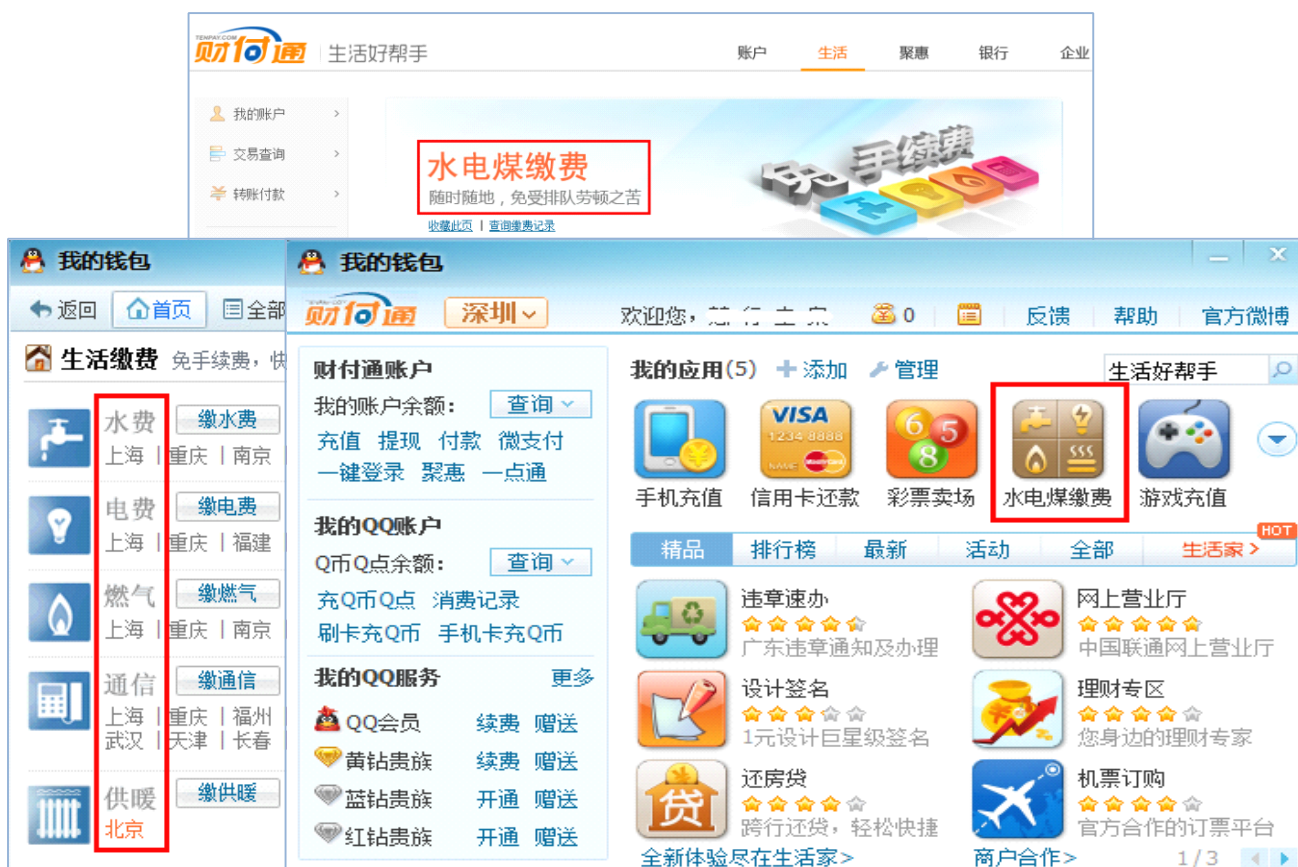 TENPAY.COM
财付通 生活好帮手
账户 生活 聚惠 银行 企业
我的账户
交易查询
转账付款
水电煤缴费
随时随地，免受排队劳顿之苦
收藏此页 | 查询缴费记录
免手续费
我的钱包
返回 首页 全部
生活缴费 免手续费，快
水费 缴水费
上海 | 重庆 | 南京
电费 缴电费
上海 | 重庆 | 福建
燃气 缴燃气
上海 | 重庆 | 南京
通信 缴通信
上海 | 重庆 | 福州
武汉 | 天津 | 长春
供暖 缴供暖
北京
我的钱包
财付通 深圳
欢迎您， 0 反馈 帮助 官方微博
财付通账户
我的账户余额： 查询
充值 提现 付款 微支付
一键登录 聚惠 一点通
我的QQ账户
Q币Q点余额： 查询
充Q币Q点 消费记录
刷卡充Q币 手机卡充Q币
我的QQ服务 更多
QQ会员 续费 赠送
黄钻贵族 续费 赠送
蓝钻贵族 开通 赠送
红钻贵族 开通 赠送
我的应用(5) 添加 管理 生活好帮手
VISA
1234 8888
NAME MasterCard
6 5 8
手机充值 信用卡还款 彩票卖场 水电煤缴费 游戏充值
HOT
精品 排行榜 最新 活动 全部 生活家>
违章速办
广东违章通知及办理
网上营业厅
中国联通网上营业厅
设计签名
1元设计巨星级签名
理财专区
您身边的理财专家
贷
还房贷
跨行还贷，轻松快捷
机票订购
官方合作的订票平台
全新体验尽在生活家>
商户合作> 1/3